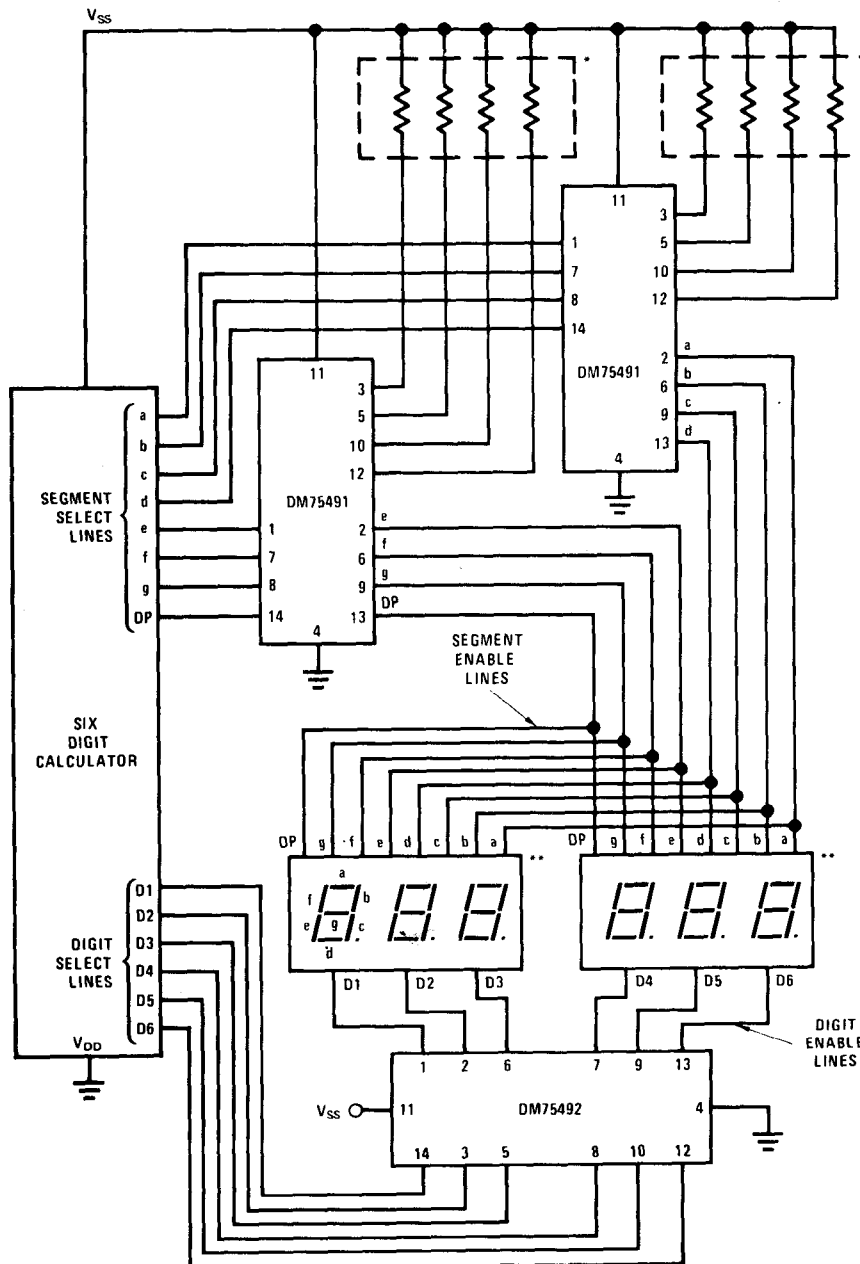 VSS
11
11
3
5
10
12
1
7
8
14
a
2
b
6
c
9
d
13
DM75491
4
11
3
5
10
12
DM75491
e
1
2
f
7
6
g
8
9
DP
14
13
4
SEGMENT
SELECT
LINES
a
b
c
d
e
f
g
DP
SEGMENT
ENABLE
LINES
SIX
DIGIT
CALCULATOR
DP g f e d c b a
**
DP g f e d c b a
**
a
f b
g
e c
d
D1 D2 D3
D4 D5 D6
DIGIT
SELECT
LINES
D1
D2
D3
D4
D5
D6
VDD
DIGIT
ENABLE
LINES
1 2 6 7 9 13
VSS
11
DM75492
4
14 3 5 8 10 12